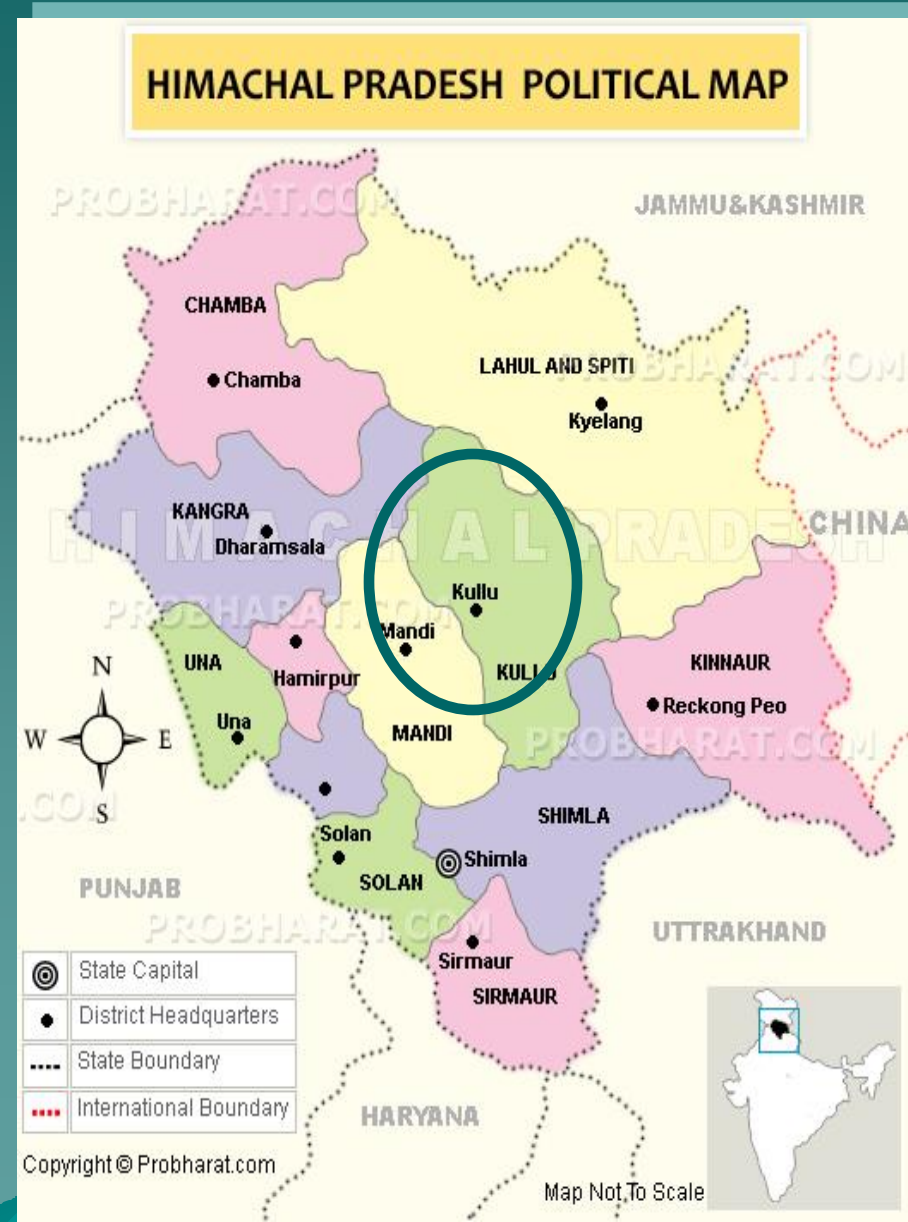 HIMACHAL PRADESH POLITICAL MAP
PROBHARAT.COM
JAMMU&KASHMIR
CHAMBA
Chamba
LAHUL AND SPITI
PROBHARAT.COM
Kyelang
KANGRA
Dharamsala
HIMACHAL PRADESH
CHINA
Kullu
PROBHARAT.COM
Mandi
UNA
Hamirpur
KULLU
KINNAUR
Reckong Peo
N
W E
S
Una
MANDI
PROBHARAT.COM
.COM
SHIMLA
Solan
Shimla
SOLAN
PUNJAB
PROBHARAT.COM
UTTRAKHAND
Sirmaur
SIRMAUR
State Capital
District Headquarters
State Boundary
International Boundary
HARYANA
Copyright © Probharat.com
Map Not To Scale